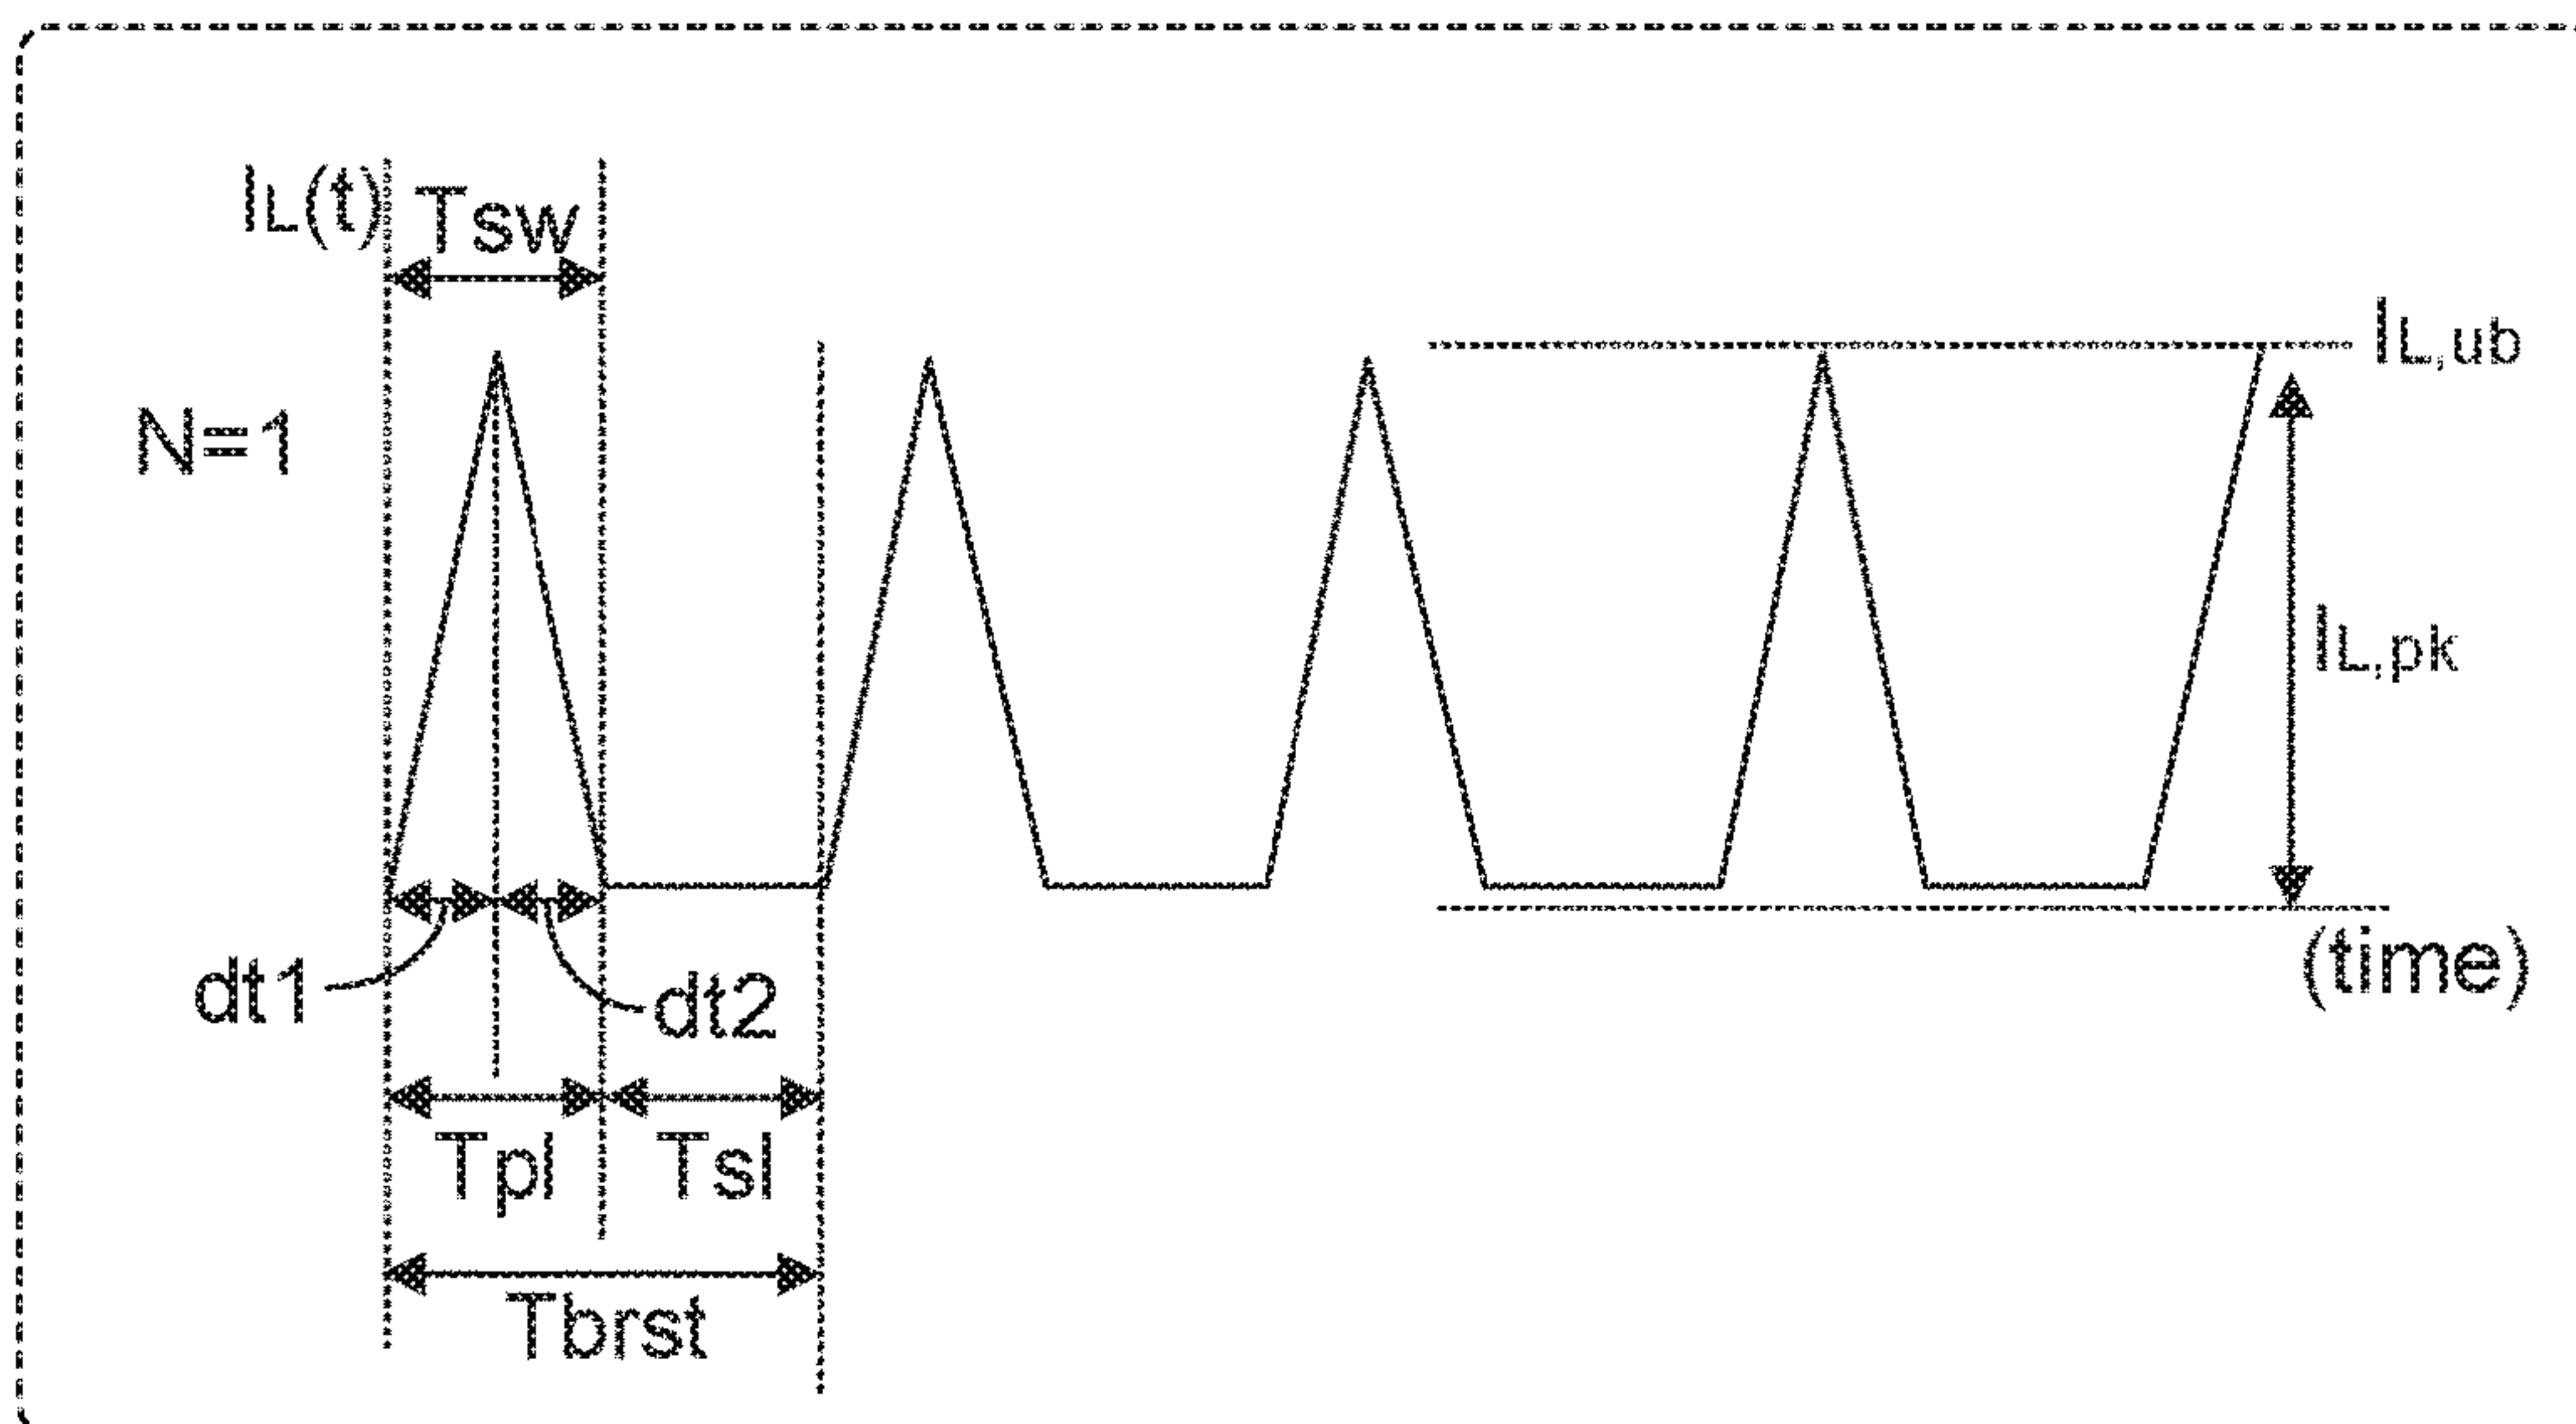 IL(t)
Tsw
IL,ub
N=1
IL,pk
(time)
dt1
dt2
Tpl
Tsl
Tbrst